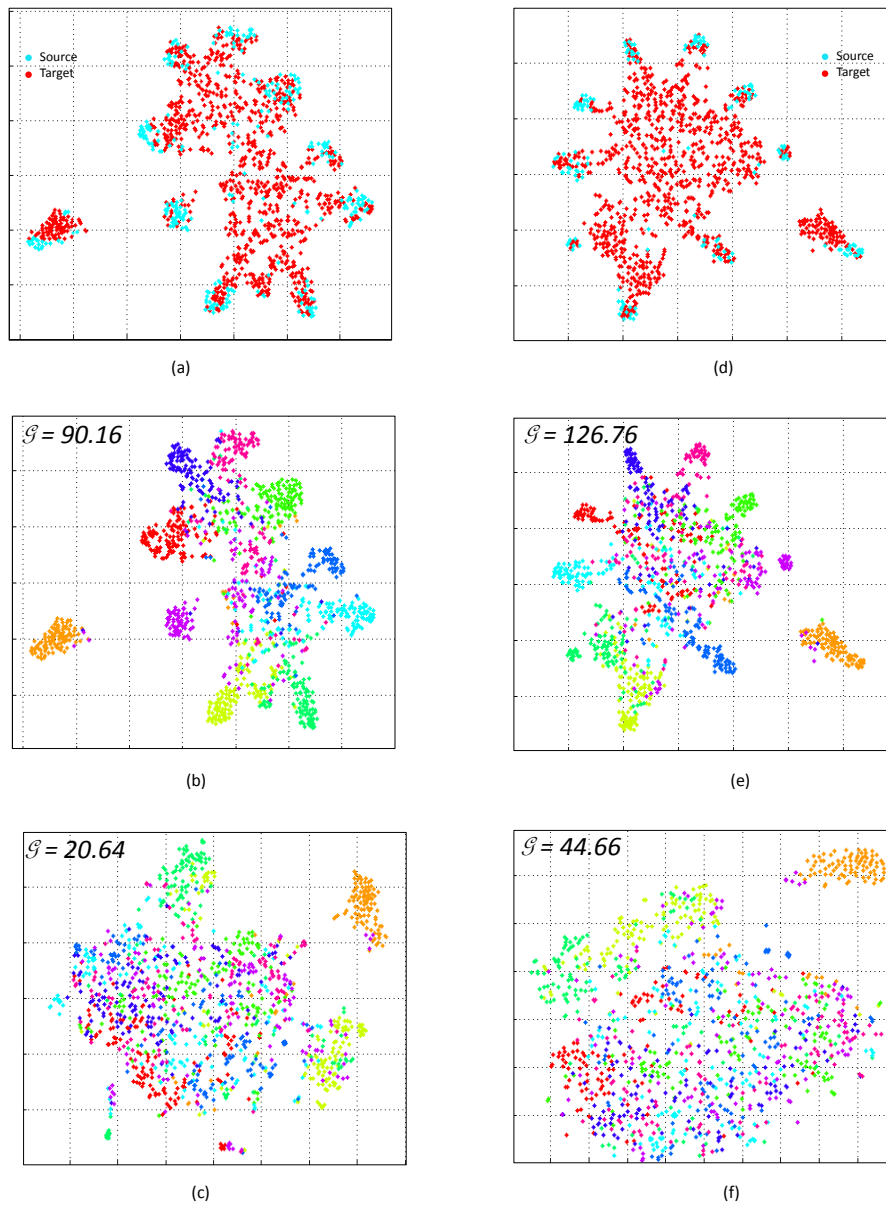 Source
Target
(a)
Source
Target
(d)
𝒢 = 90.16
(b)
𝒢 = 126.76
(e)
𝒢 = 20.64
(c)
𝒢 = 44.66
(f)